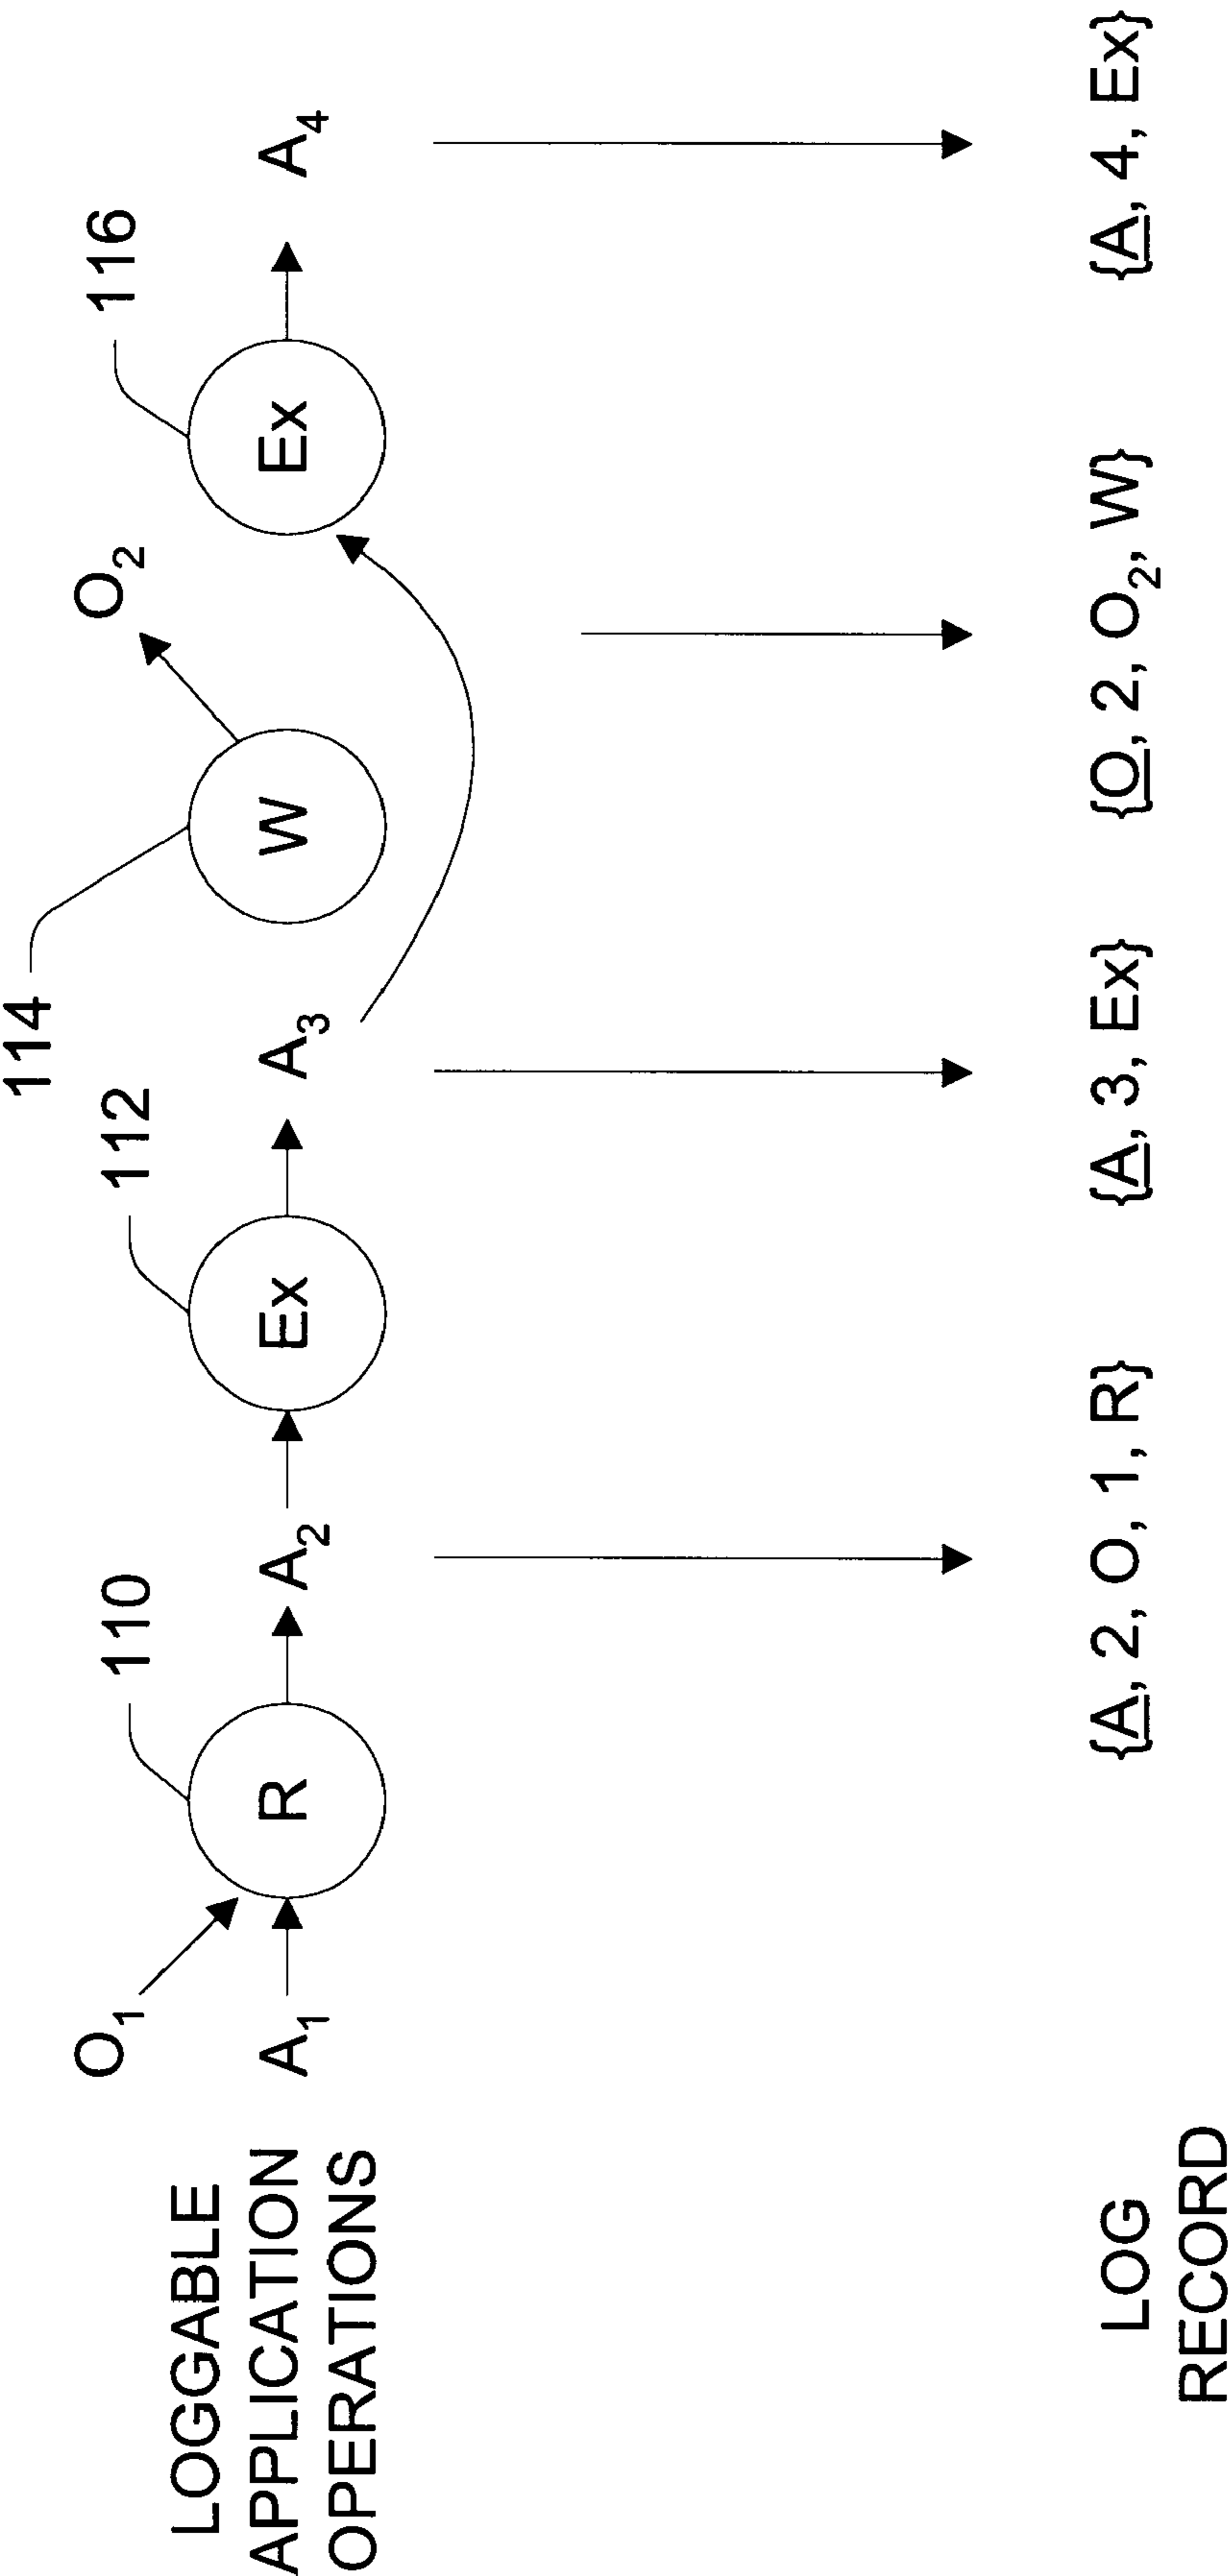 114
110
112
116
O₁
O₂
LOGGABLE
APPLICATION
OPERATIONS
A₁
R
A₂
Ex
A₃
W
Ex
A₄
LOG
RECORD
{A, 2, O, 1, R}
{A, 3, Ex}
{O, 2, O₂, W}
{A, 4, Ex}